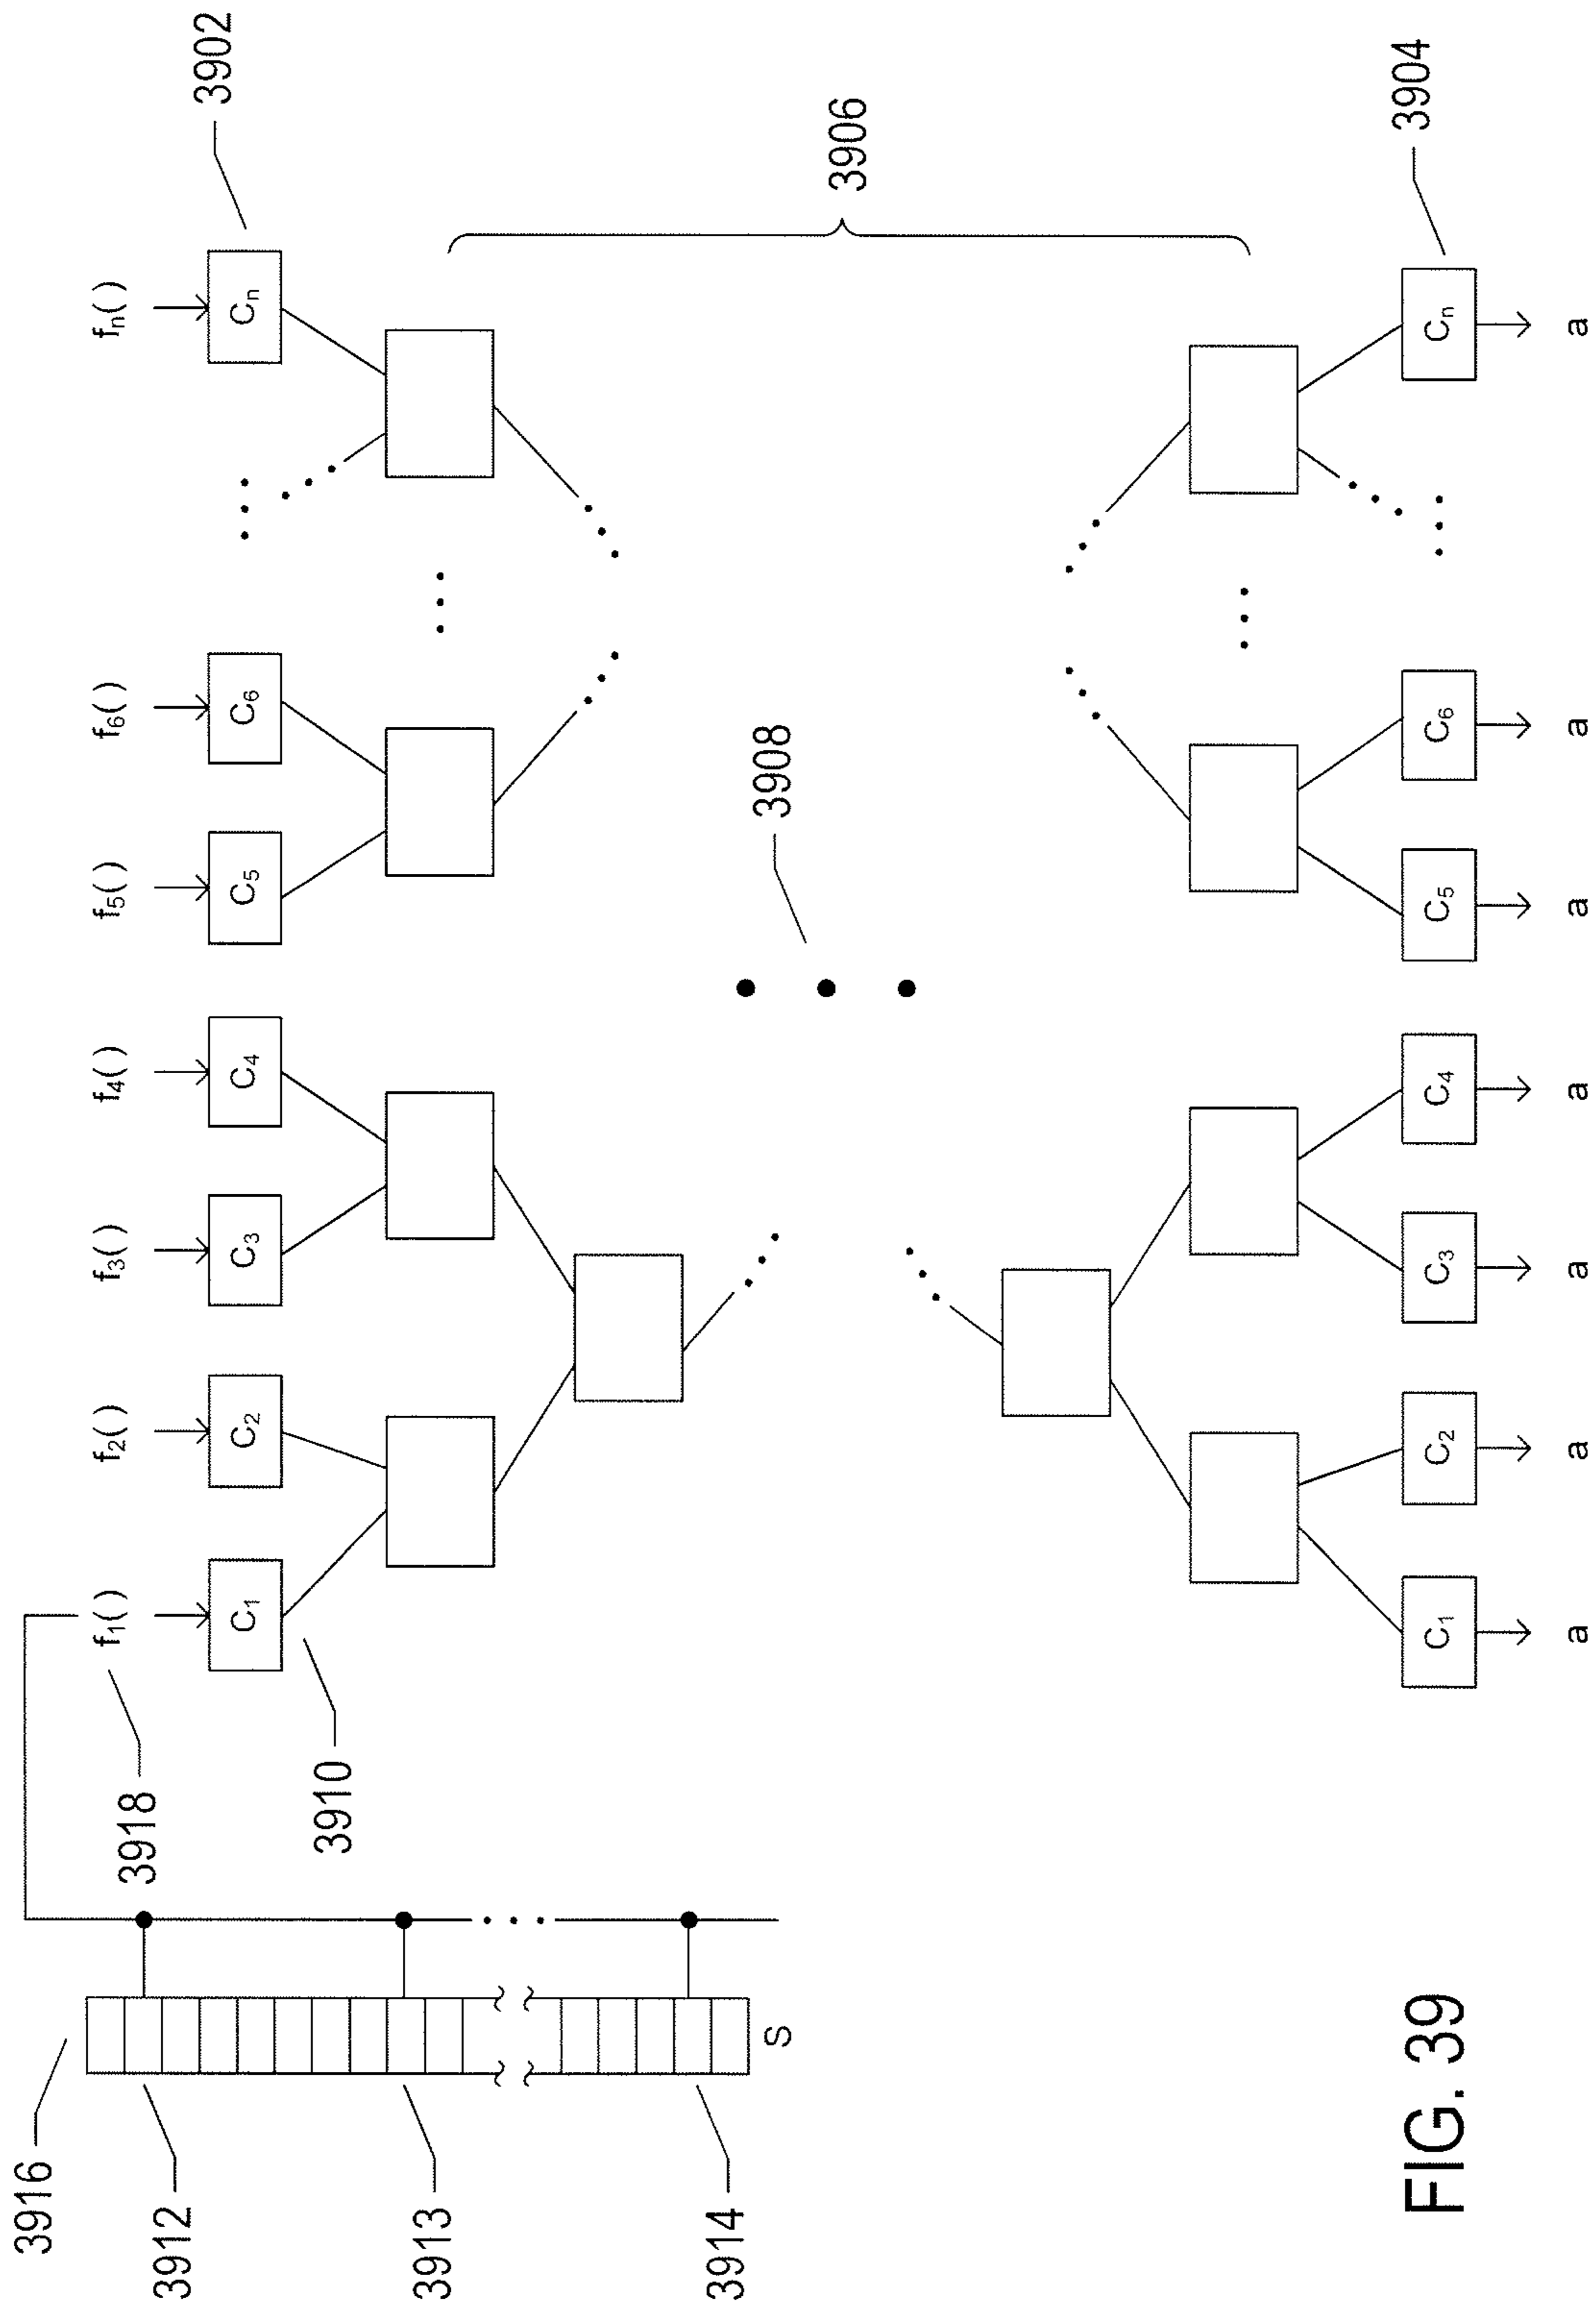 3902
3904
3906
3908
fₙ()
f₆()
f₅()
f₄()
f₃()
f₂()
f₁()
Cₙ
C₆
C₅
C₄
C₃
C₂
C₁
3918
3910
3916
3912
3913
3914
S
Cₙ
C₆
C₅
C₄
C₃
C₂
C₁
a
a
a
a
a
a
a
FIG. 39